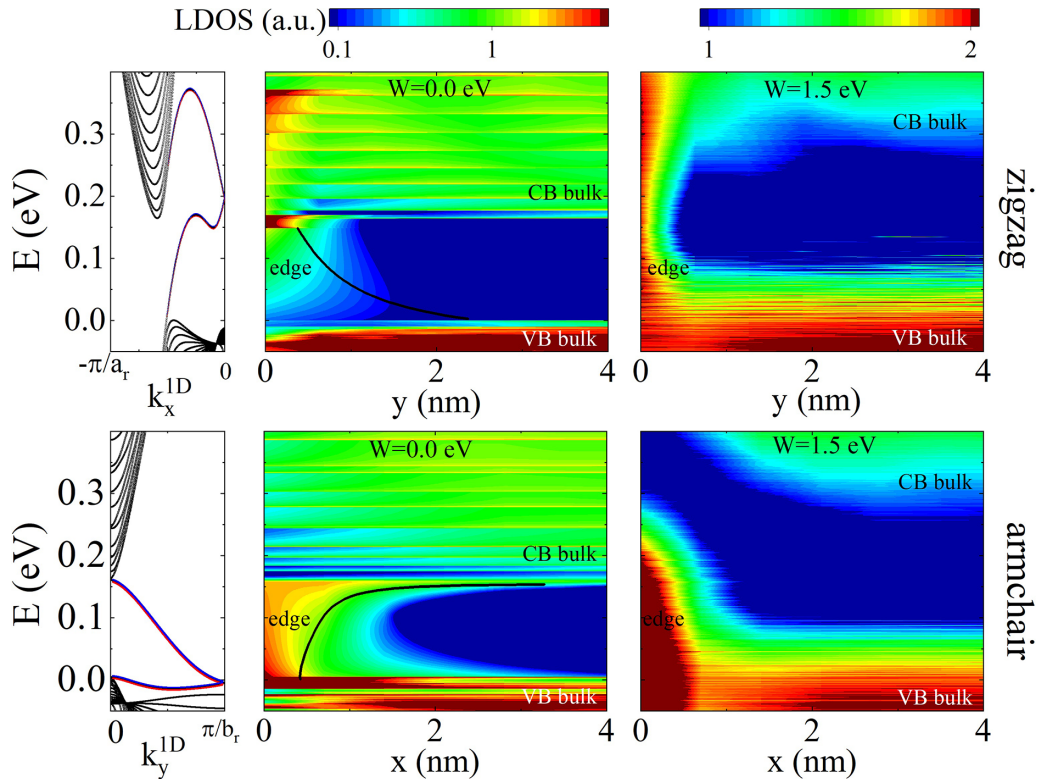 LDOS (a.u.)
0.1
1
1
2
E (eV)
0.3
0.2
0.1
0.0
-π/a_r
0
k_x^1D
W=0.0 eV
CB bulk
edge
VB bulk
0
2
4
y (nm)
W=1.5 eV
CB bulk
edge
VB bulk
0
2
4
y (nm)
zigzag
E (eV)
0.3
0.2
0.1
0.0
0
π/b_r
k_y^1D
W=0.0 eV
CB bulk
edge
VB bulk
0
2
4
x (nm)
W=1.5 eV
CB bulk
edge
VB bulk
0
2
4
x (nm)
armchair